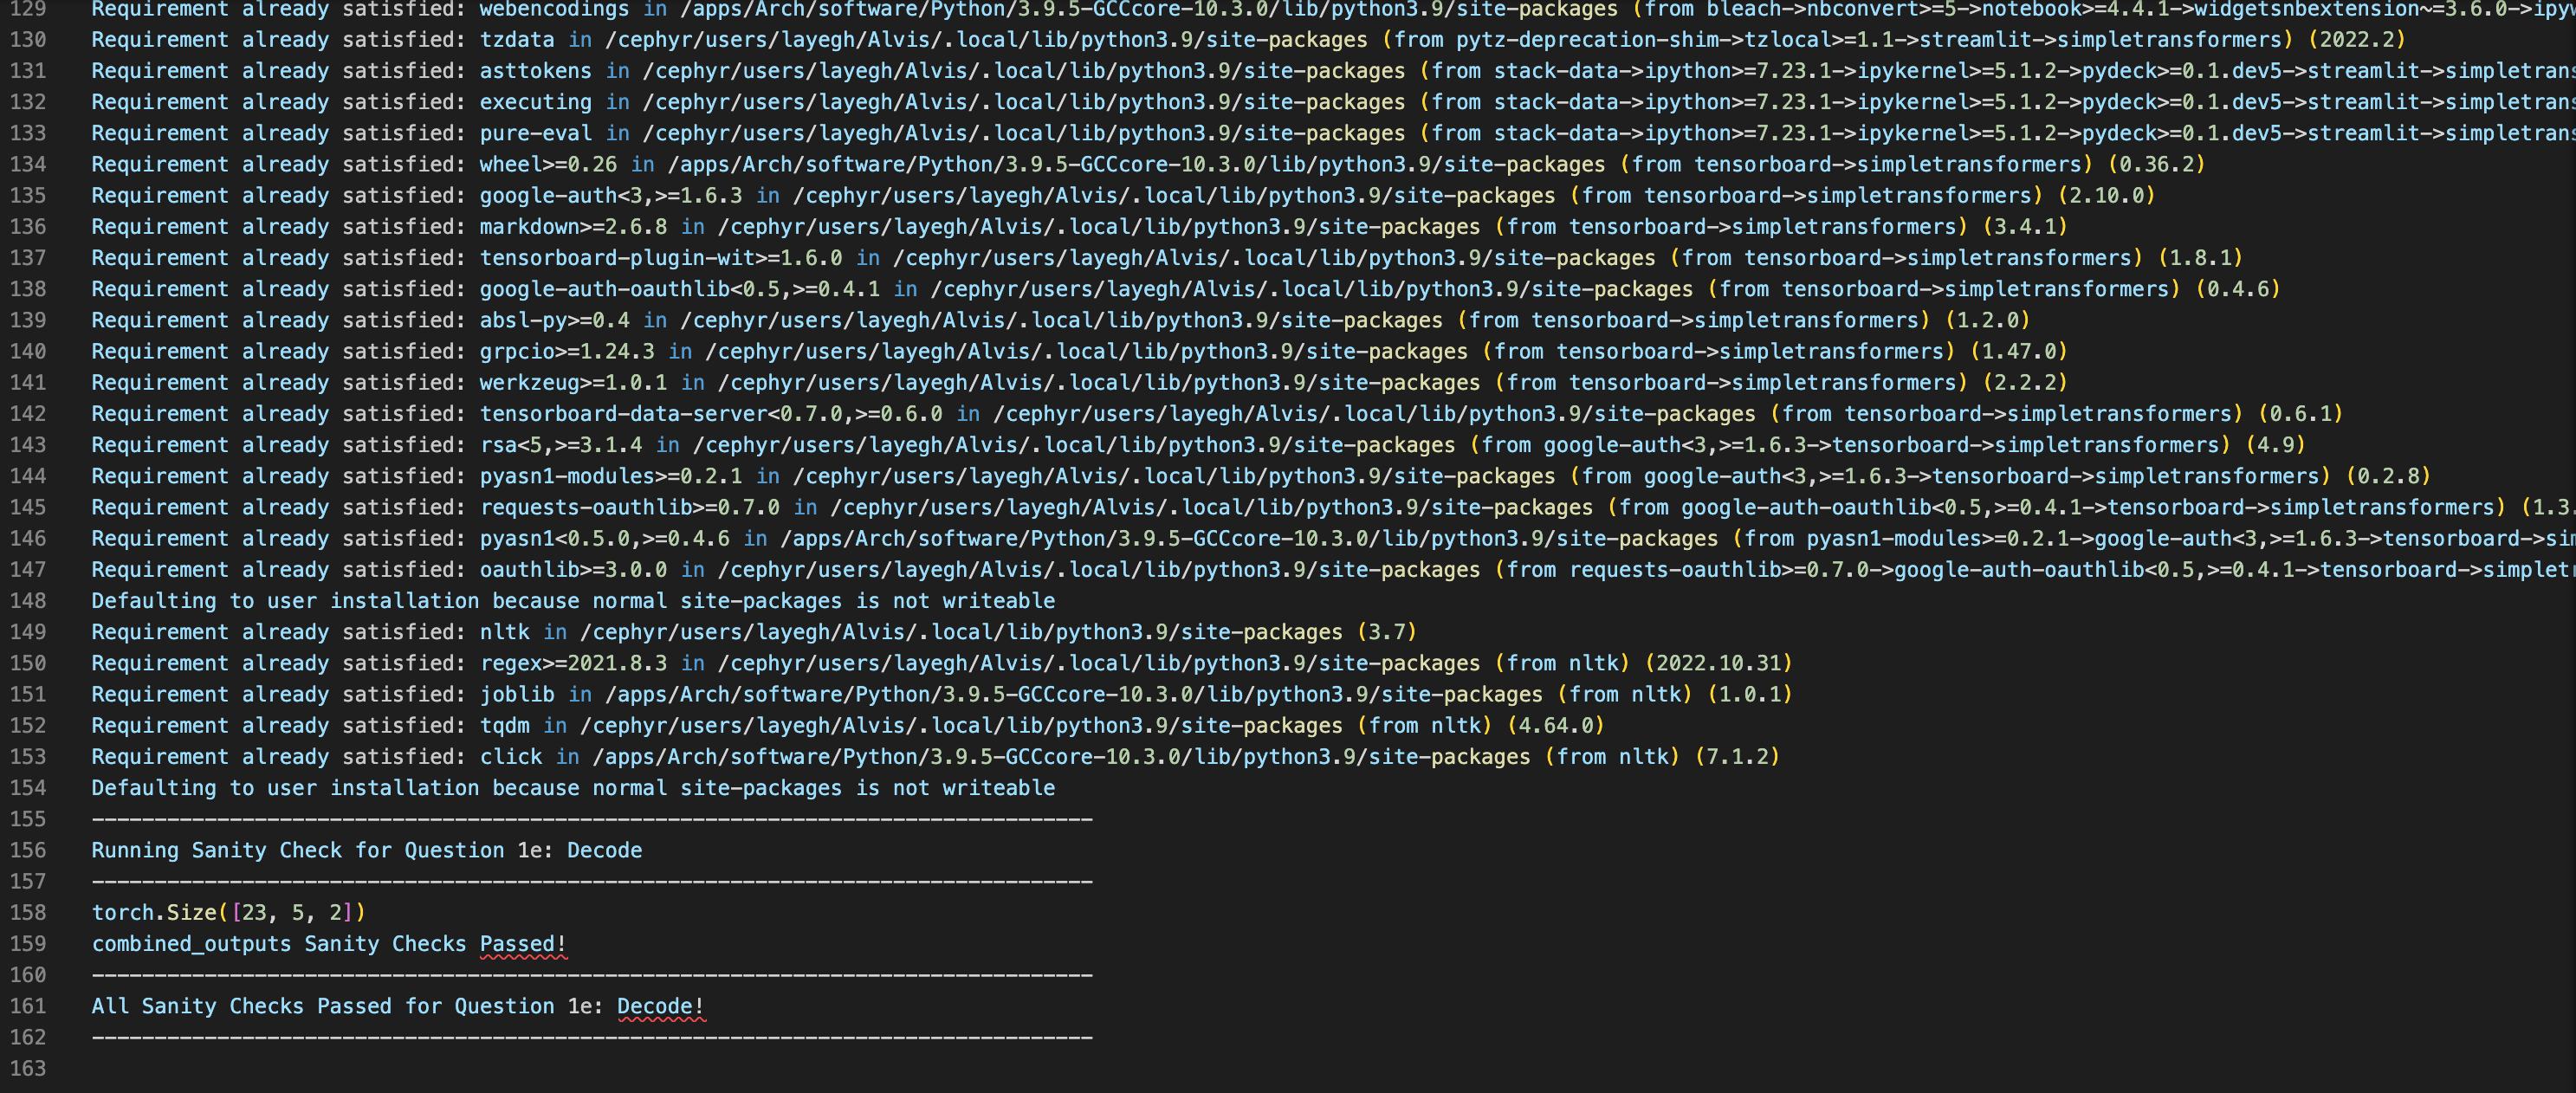 129 Requirement already satisfied: webencodings in /apps/Arch/software/Python/3.9.5-GCCcore-10.3.0/lib/python3.9/site-packages (from bleach->nbconvert>=5->notebook>=4.4.1->widgetsnbextension~=3.6.0->ipyw
130 Requirement already satisfied: tzdata in /cephyr/users/layegh/Alvis/.local/lib/python3.9/site-packages (from pytz-deprecation-shim->tzlocal>=1.1->streamlit->simpletransformers) (2022.2)
131 Requirement already satisfied: asttokens in /cephyr/users/layegh/Alvis/.local/lib/python3.9/site-packages (from stack-data->ipython>=7.23.1->ipykernel>=5.1.2->pydeck>=0.1.dev5->streamlit->simpletrans
132 Requirement already satisfied: executing in /cephyr/users/layegh/Alvis/.local/lib/python3.9/site-packages (from stack-data->ipython>=7.23.1->ipykernel>=5.1.2->pydeck>=0.1.dev5->streamlit->simpletrans
133 Requirement already satisfied: pure-eval in /cephyr/users/layegh/Alvis/.local/lib/python3.9/site-packages (from stack-data->ipython>=7.23.1->ipykernel>=5.1.2->pydeck>=0.1.dev5->streamlit->simpletrans
134 Requirement already satisfied: wheel>=0.26 in /apps/Arch/software/Python/3.9.5-GCCcore-10.3.0/lib/python3.9/site-packages (from tensorboard->simpletransformers) (0.36.2)
135 Requirement already satisfied: google-auth<3,>=1.6.3 in /cephyr/users/layegh/Alvis/.local/lib/python3.9/site-packages (from tensorboard->simpletransformers) (2.10.0)
136 Requirement already satisfied: markdown>=2.6.8 in /cephyr/users/layegh/Alvis/.local/lib/python3.9/site-packages (from tensorboard->simpletransformers) (3.4.1)
137 Requirement already satisfied: tensorboard-plugin-wit>=1.6.0 in /cephyr/users/layegh/Alvis/.local/lib/python3.9/site-packages (from tensorboard->simpletransformers) (1.8.1)
138 Requirement already satisfied: google-auth-oauthlib<0.5,>=0.4.1 in /cephyr/users/layegh/Alvis/.local/lib/python3.9/site-packages (from tensorboard->simpletransformers) (0.4.6)
139 Requirement already satisfied: absl-py>=0.4 in /cephyr/users/layegh/Alvis/.local/lib/python3.9/site-packages (from tensorboard->simpletransformers) (1.2.0)
140 Requirement already satisfied: grpcio>=1.24.3 in /cephyr/users/layegh/Alvis/.local/lib/python3.9/site-packages (from tensorboard->simpletransformers) (1.47.0)
141 Requirement already satisfied: werkzeug>=1.0.1 in /cephyr/users/layegh/Alvis/.local/lib/python3.9/site-packages (from tensorboard->simpletransformers) (2.2.2)
142 Requirement already satisfied: tensorboard-data-server<0.7.0,>=0.6.0 in /cephyr/users/layegh/Alvis/.local/lib/python3.9/site-packages (from tensorboard->simpletransformers) (0.6.1)
143 Requirement already satisfied: rsa<5,>=3.1.4 in /cephyr/users/layegh/Alvis/.local/lib/python3.9/site-packages (from google-auth<3,>=1.6.3->tensorboard->simpletransformers) (4.9)
144 Requirement already satisfied: pyasn1-modules>=0.2.1 in /cephyr/users/layegh/Alvis/.local/lib/python3.9/site-packages (from google-auth<3,>=1.6.3->tensorboard->simpletransformers) (0.2.8)
145 Requirement already satisfied: requests-oauthlib>=0.7.0 in /cephyr/users/layegh/Alvis/.local/lib/python3.9/site-packages (from google-auth-oauthlib<0.5,>=0.4.1->tensorboard->simpletransformers) (1.3.
146 Requirement already satisfied: pyasn1<0.5.0,>=0.4.6 in /apps/Arch/software/Python/3.9.5-GCCcore-10.3.0/lib/python3.9/site-packages (from pyasn1-modules>=0.2.1->google-auth<3,>=1.6.3->tensorboard->sim
147 Requirement already satisfied: oauthlib>=3.0.0 in /cephyr/users/layegh/Alvis/.local/lib/python3.9/site-packages (from requests-oauthlib>=0.7.0->google-auth-oauthlib<0.5,>=0.4.1->tensorboard->simpletr
148 Defaulting to user installation because normal site-packages is not writeable
149 Requirement already satisfied: nltk in /cephyr/users/layegh/Alvis/.local/lib/python3.9/site-packages (3.7)
150 Requirement already satisfied: regex>=2021.8.3 in /cephyr/users/layegh/Alvis/.local/lib/python3.9/site-packages (from nltk) (2022.10.31)
151 Requirement already satisfied: joblib in /apps/Arch/software/Python/3.9.5-GCCcore-10.3.0/lib/python3.9/site-packages (from nltk) (1.0.1)
152 Requirement already satisfied: tqdm in /cephyr/users/layegh/Alvis/.local/lib/python3.9/site-packages (from nltk) (4.64.0)
153 Requirement already satisfied: click in /apps/Arch/software/Python/3.9.5-GCCcore-10.3.0/lib/python3.9/site-packages (from nltk) (7.1.2)
154 Defaulting to user installation because normal site-packages is not writeable
155 --------------------------------------------------------------------------------
156 Running Sanity Check for Question 1e: Decode
157 --------------------------------------------------------------------------------
158 torch.Size([23, 5, 2])
159 combined_outputs Sanity Checks Passed!
160 --------------------------------------------------------------------------------
161 All Sanity Checks Passed for Question 1e: Decode!
162 --------------------------------------------------------------------------------
163